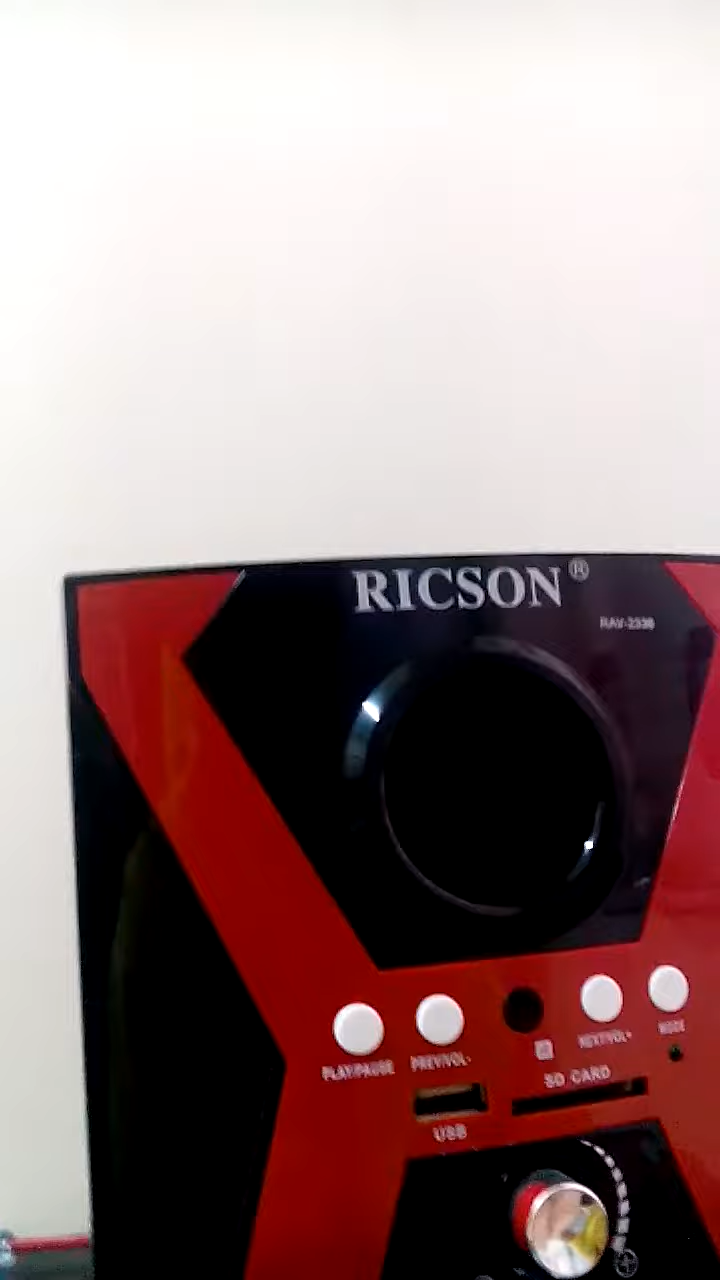 RICSON®
RAV-2338
PLAY/PAUSE
PREV/VOL-
NEXT/VOL+
MODE
SD CARD
USB